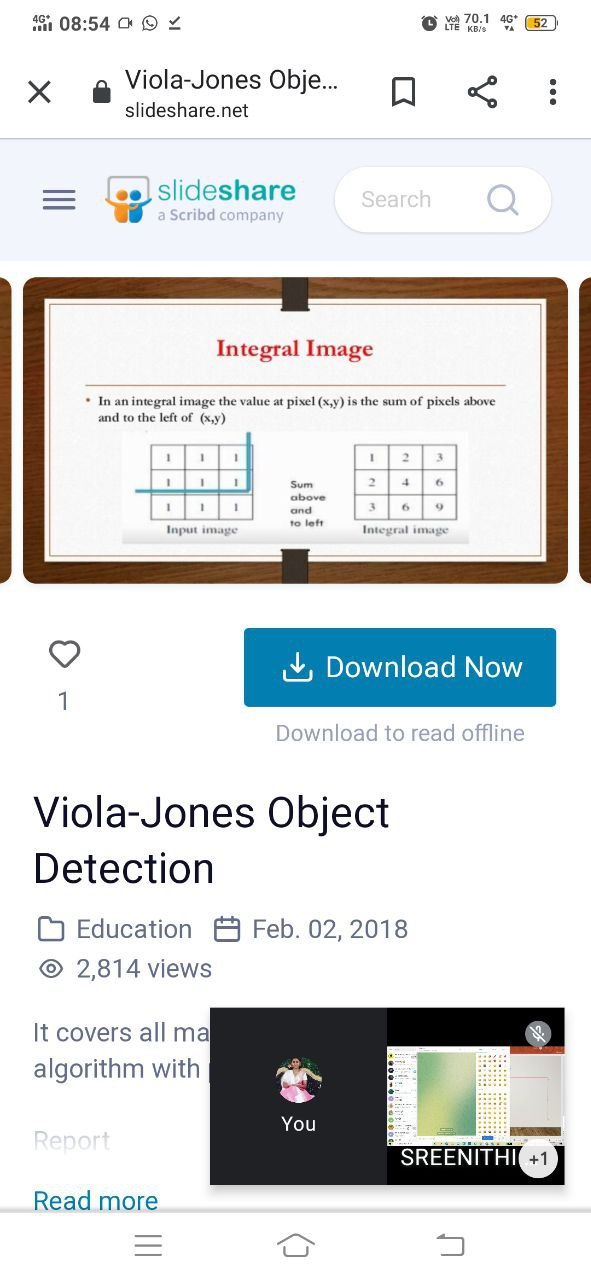 4G+ 08:54 Vo) LTE 70.1 KB/s 4G+ 52
Viola-Jones Obje...
slideshare.net
slideshare
a Scribd company
Search
Integral Image
• In an integral image the value at pixel (x,y) is the sum of pixels above
and to the left of (x,y)
1 1 1
1 1 1
1 1 1
Input image
Sum
above
and
to left
1 2 3
2 4 6
3 6 9
Integral image
1
Download Now
Download to read offline
Viola-Jones Object
Detection
Education Feb. 02, 2018
2,814 views
It covers all ma
algorithm with
Report
Read more
You
SREENITHI
+1